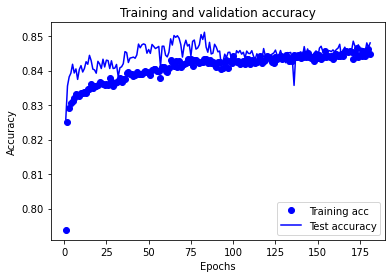 Training and validation accuracy
Accuracy
0.85
0.84
0.83
0.82
0.81
0.80
0 25 50 75 100 125 150 175
Epochs
Training acc
Test accuracy